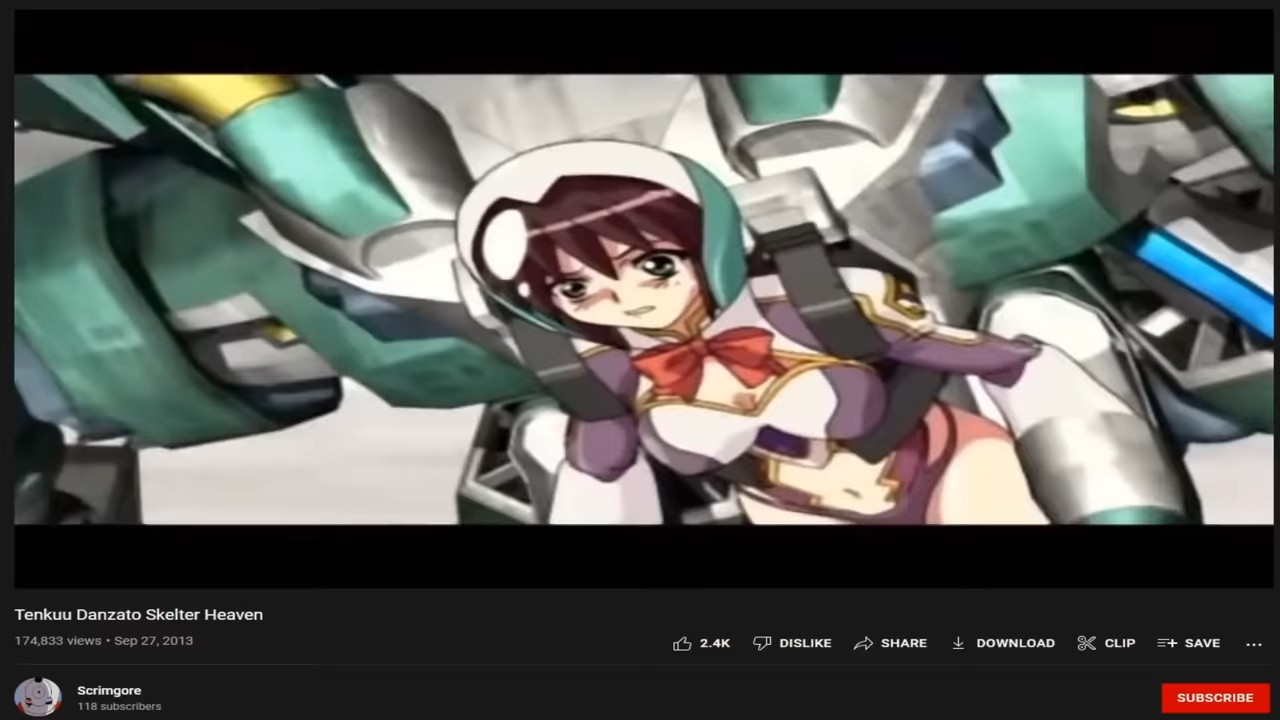 Tenkuu Danzato Skelter Heaven
174,833 views • Sep 27, 2013
2.4K DISLIKE SHARE DOWNLOAD CLIP SAVE ...
Scrimgore
118 subscribers
SUBSCRIBE